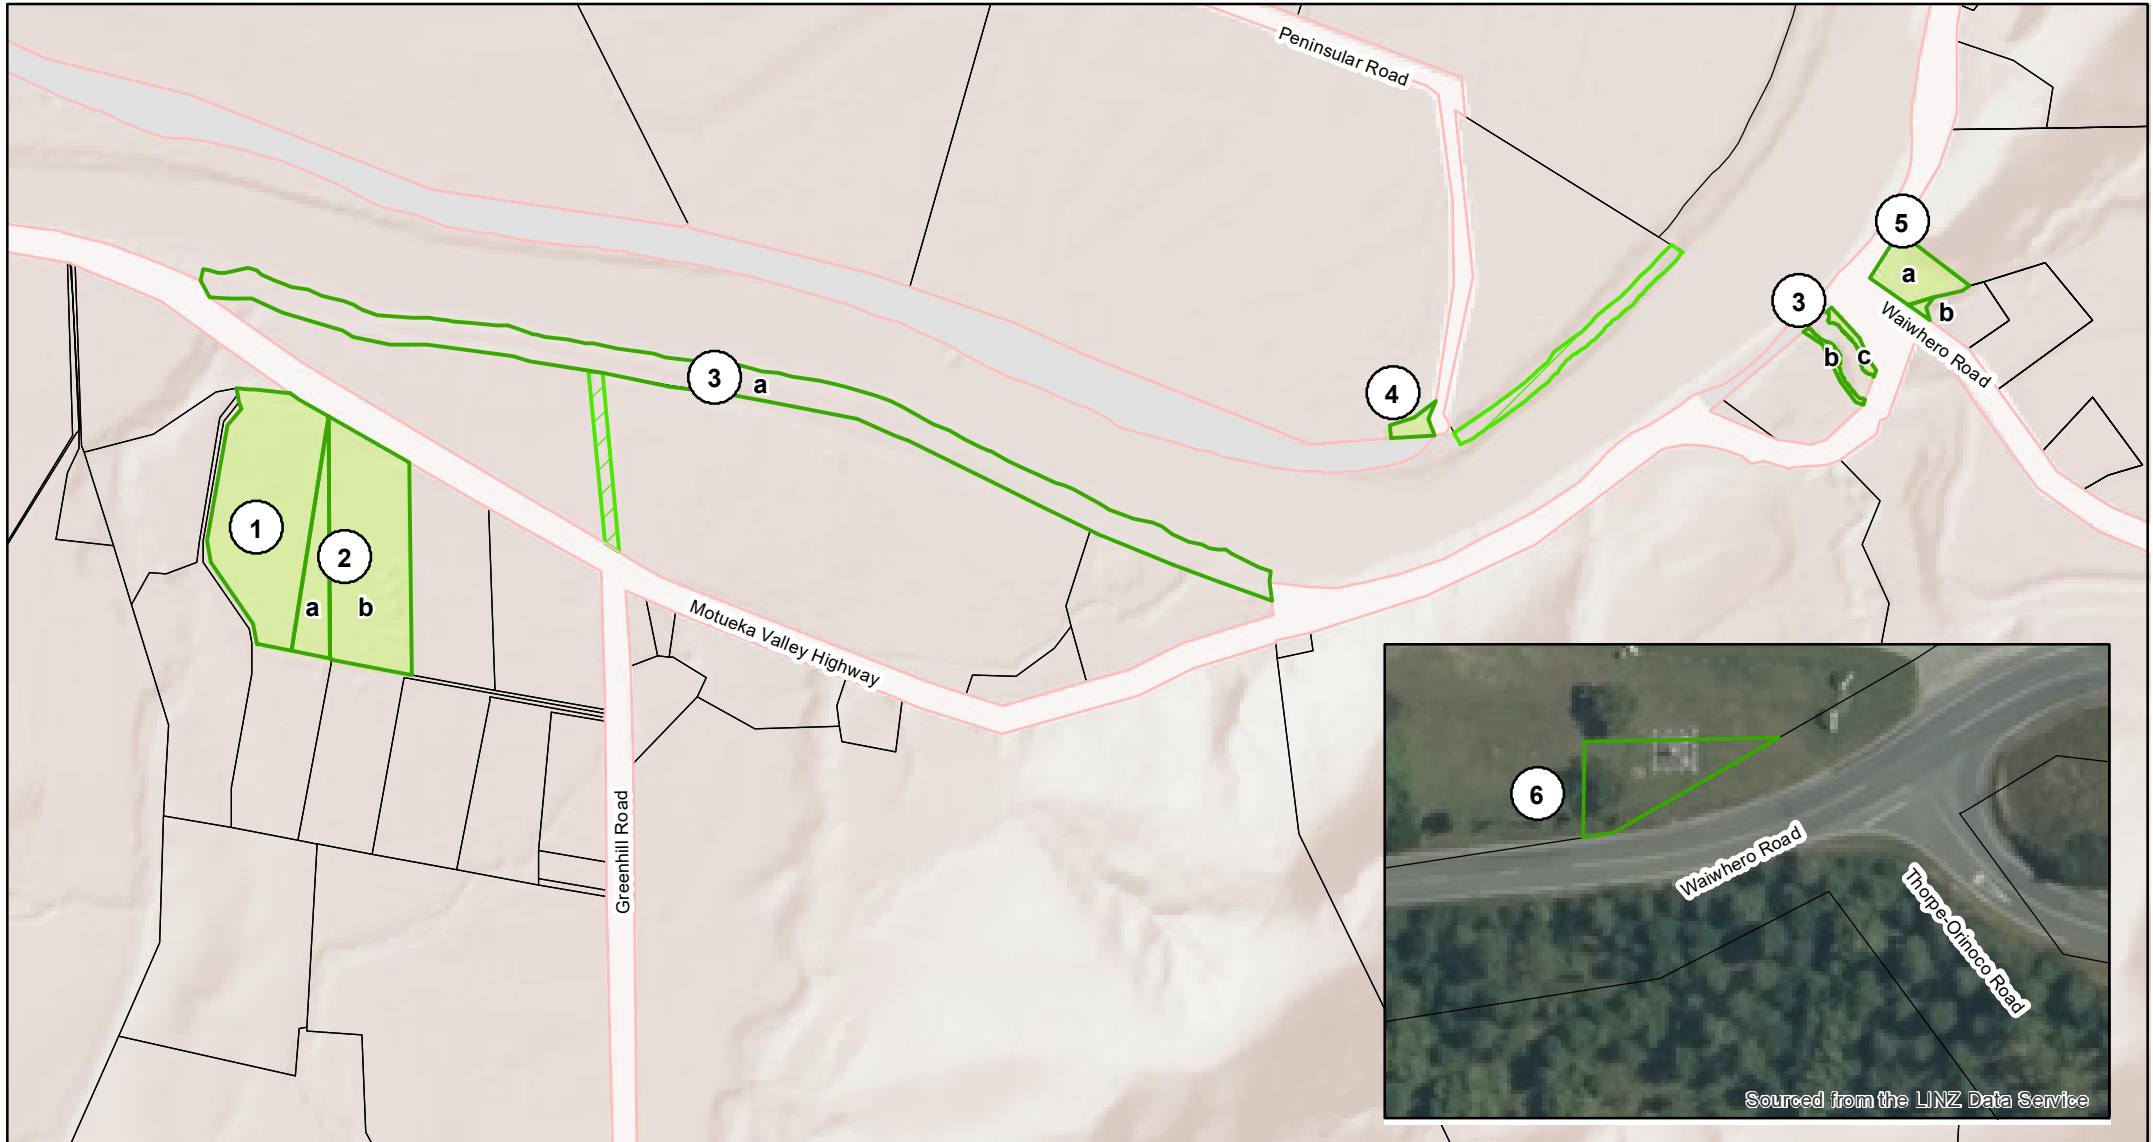 Peninsular Road
5
a
3
b
Waiwhero Road
b
c
3
a
4
1
2
a
b
Motueka Valley Highway
Greenhill Road
6
Waiwhero Road
Thorpe-Orinoco Road
Sourced from the LINZ Data Service